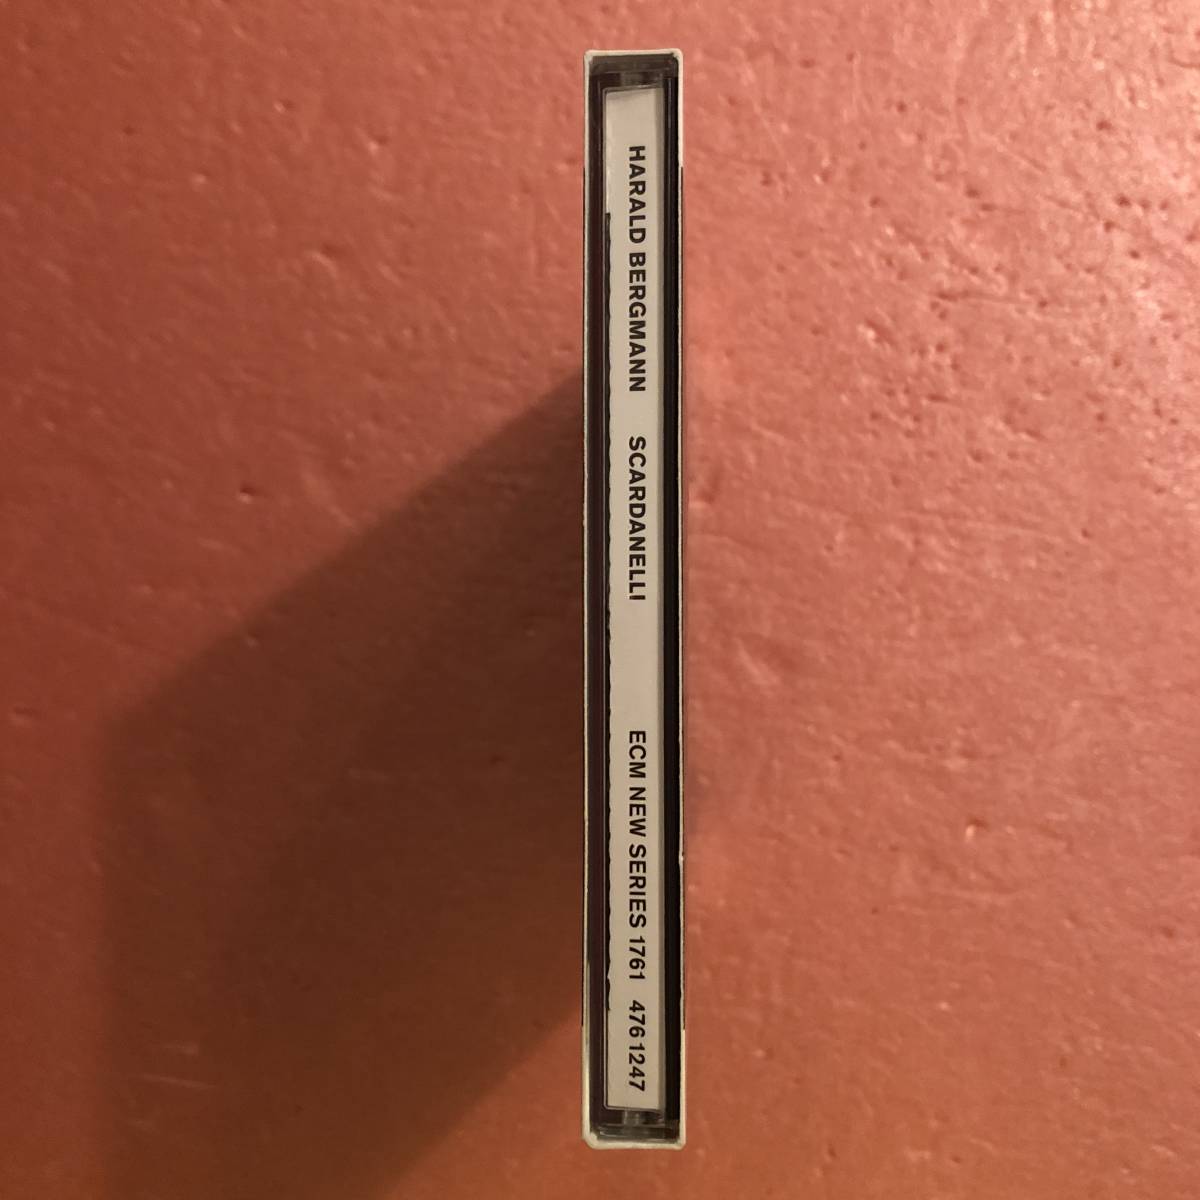 HARALD BERGMANN SCARDANELLI ECM NEW SERIES 1761 476 1247